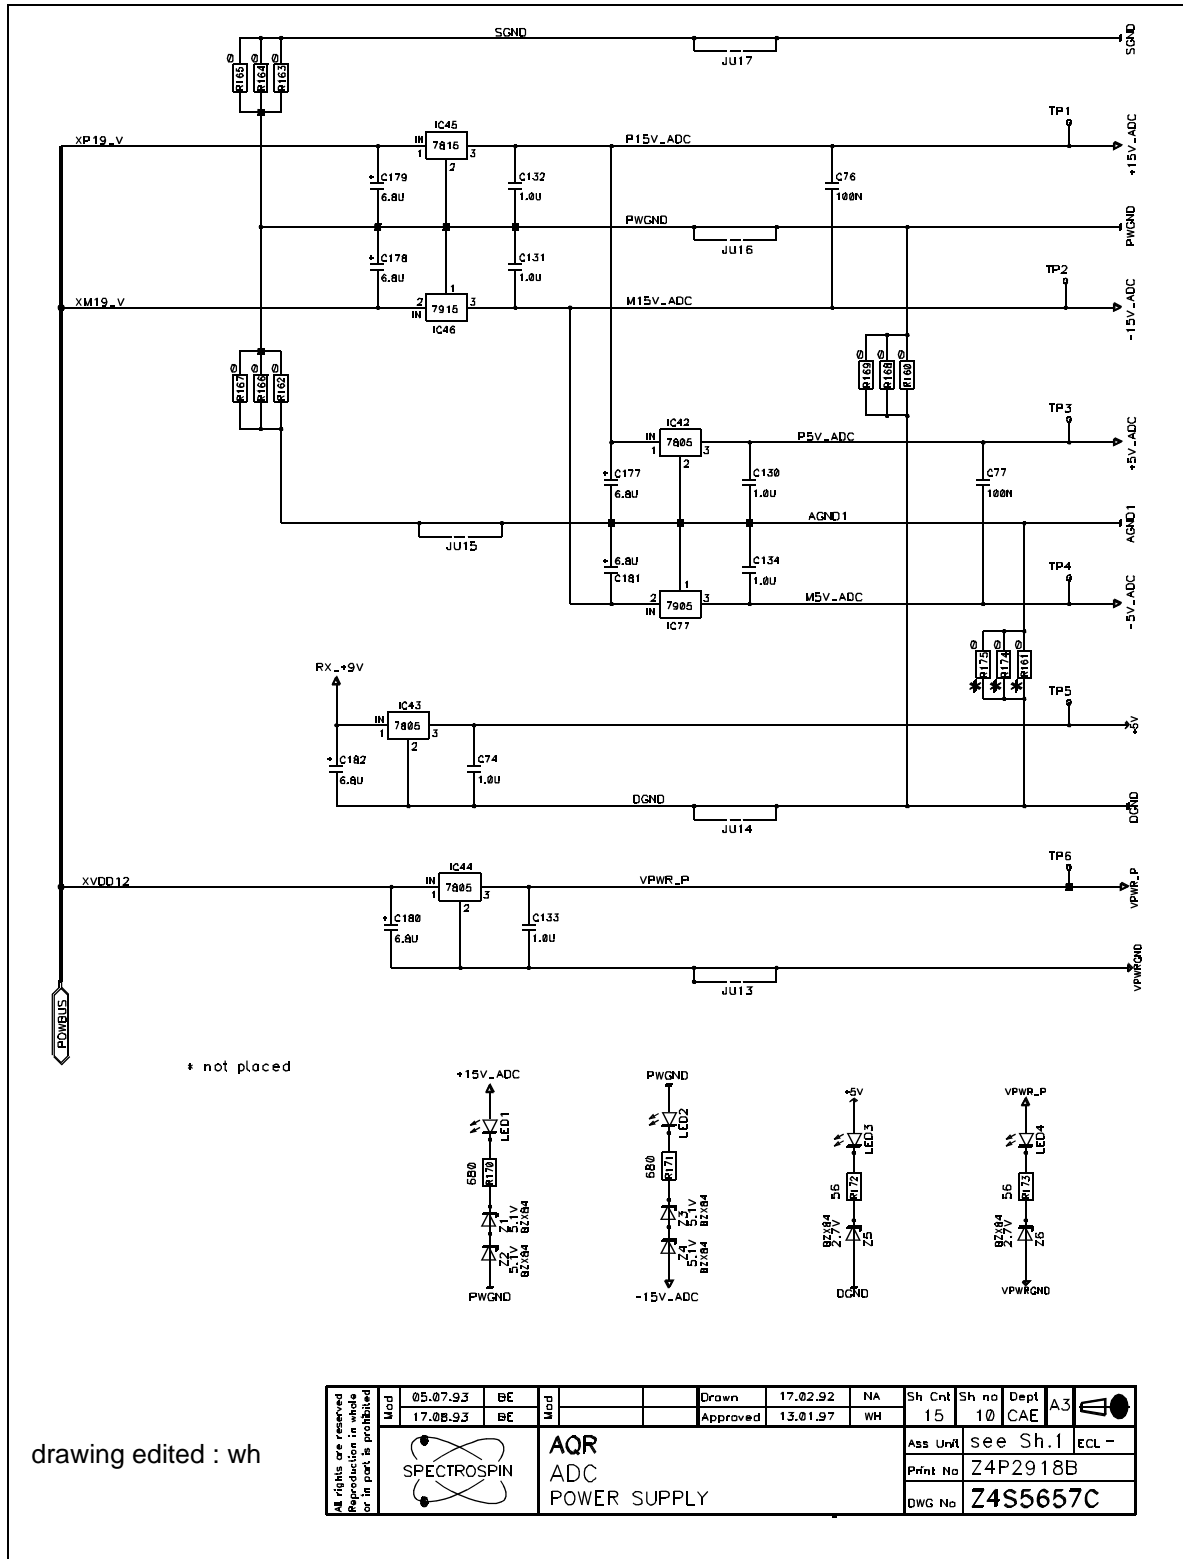 SGND
JU17
SGND
Ø Ø Ø
R165 R164 R163
TP1
IC45
XP19_V
IN 7815
1 3
2
P15V_ADC
+15V_ADC
+ C179
6.8U
C132
1.0U
C76
100N
PWGND
JU16
PWGND
+ C178
6.8U
C131
1.0U
TP2
XM19_V
1
2 7915 3
IN
IC46
M15V_ADC
-15V_ADC
Ø Ø Ø
R167 R166 R162
Ø Ø Ø
R169 R168 R160
TP3
IC42
IN 7805
1 3
2
P5V_ADC
+5V_ADC
+ C177
6.8U
C130
1.0U
C77
100N
AGND1
JU15
AGND1
+ 6.8U
C181
C134
1.0U
TP4
1
2 7905 3
IN
IC77
M5V_ADC
-5V_ADC
Ø Ø Ø
R175 R174 R161
* * *
RX_+9V
TP5
IC43
IN 7805
1 3
2
+5V
+ C182
6.8U
C74
1.0U
DGND
JU14
DGND
TP6
IC44
XVDD12
IN 7805
1 3
2
VPWR_P
VPWR_P
+ C180
6.8U
C133
1.0U
JU13
VPWRGND
POWBUS
* not placed
+15V_ADC
LED1
680
R170
Z1
5.1V
BZX84
Z2
5.1V
BZX84
PWGND
PWGND
LED2
680
R171
Z3
5.1V
BZX84
Z4
5.1V
BZX84
-15V_ADC
+5V
LED3
56
R172
BZX84
2.7V
Z5
DGND
VPWR_P
LED4
56
R173
BZX84
2.7V
Z6
VPWRGND
drawing edited : wh
All rights are reserved
Reproduction in whole
or in part is prohibited
Mod 05.07.93 BE
17.08.93 BE
Mod
Drawn 17.02.92 NA
Approved 13.01.97 WH
Sh Cnt Sh no Dept A3
15 10 CAE
SPECTROSPIN
AQR
ADC
POWER SUPPLY
Ass Unit see Sh.1 ECL -
Print No Z4P2918B
DWG No Z4S5657C